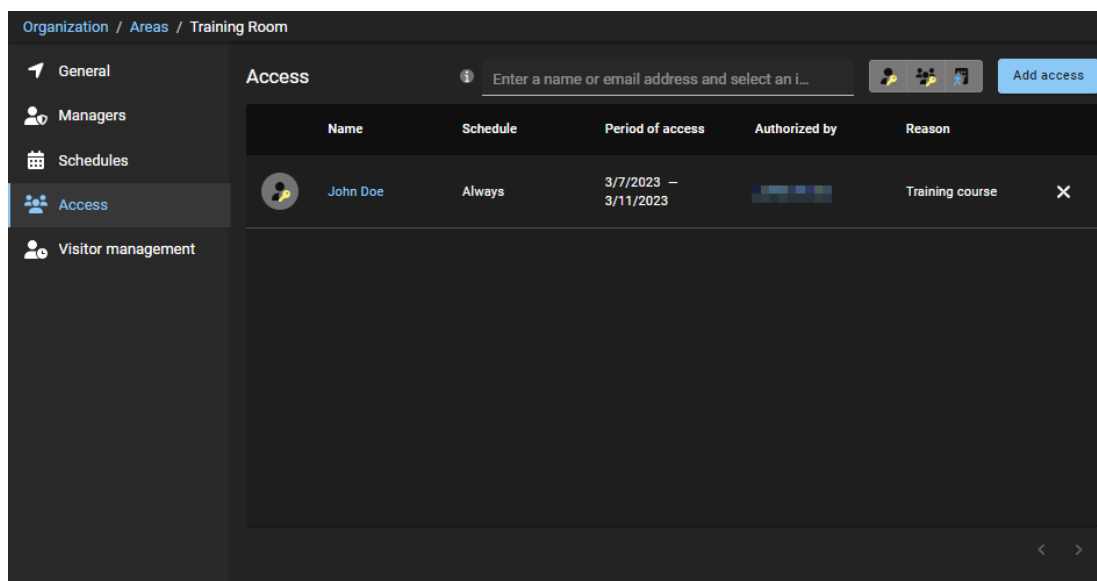 Organization / Areas / Training Room
General
Managers
Schedules
Access
Visitor management
Access
Enter a name or email address and select an i...
Add access
Name Schedule Period of access Authorized by Reason
John Doe Always 3/7/2023 — Training course
3/11/2023